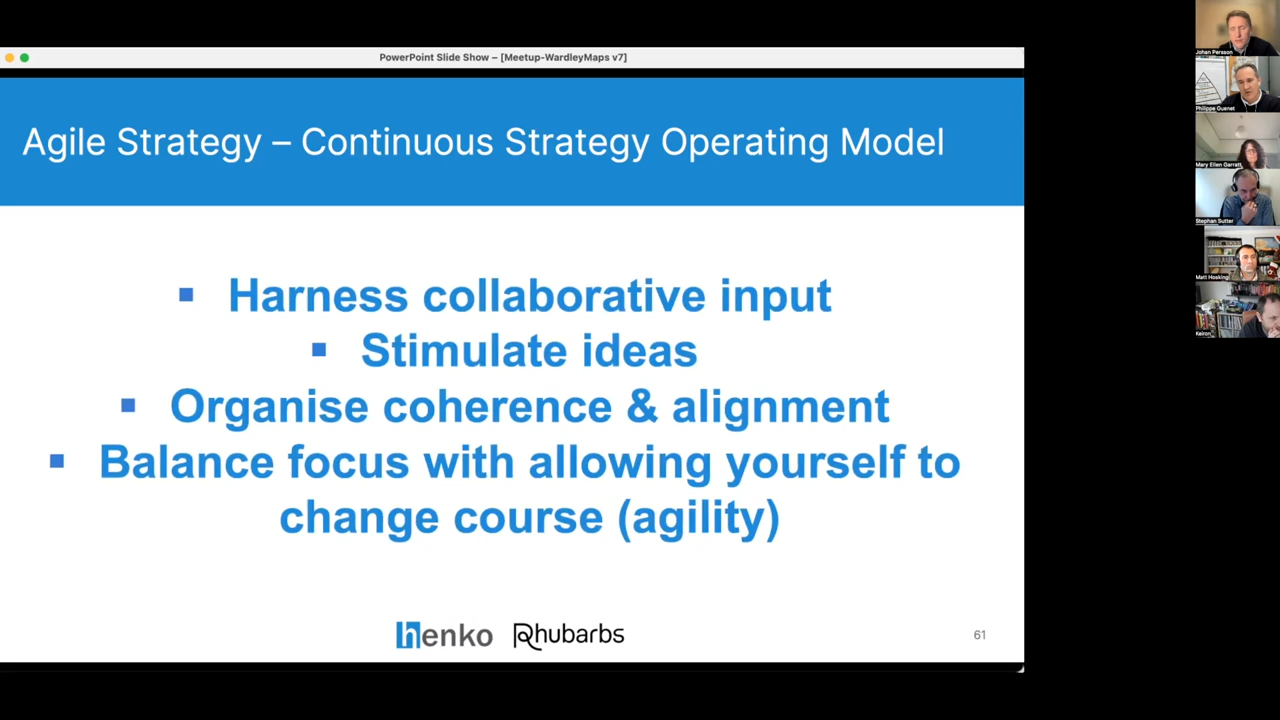 PowerPoint Slide Show – [Meetup-WardleyMaps v7]
Agile Strategy – Continuous Strategy Operating Model
▪ Harness collaborative input
▪ Stimulate ideas
▪ Organise coherence & alignment
▪ Balance focus with allowing yourself to
change course (agility)
henko Rhubarbs
61
Johan Persson
Philippe Guenet
Mary Ellen Garratt
Stephan Sutter
Matt Hosking
Keiron